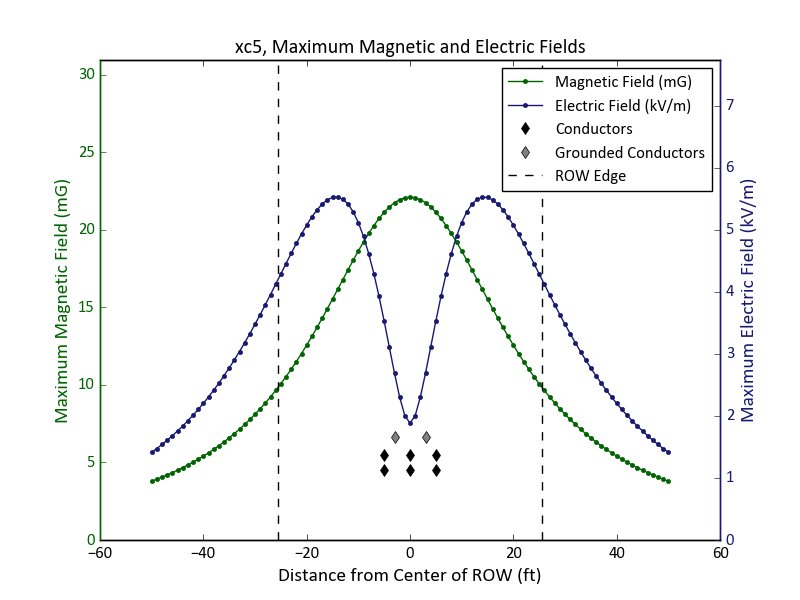 xc5, Maximum Magnetic and Electric Fields
Maximum Magnetic Field (mG)
30
25
20
15
10
5
0
Magnetic Field (mG)
Electric Field (kV/m)
Conductors
Grounded Conductors
ROW Edge
7
6
5
4
3
2
1
0
Maximum Electric Field (kV/m)
−60 −40 −20 0 20 40 60
Distance from Center of ROW (ft)